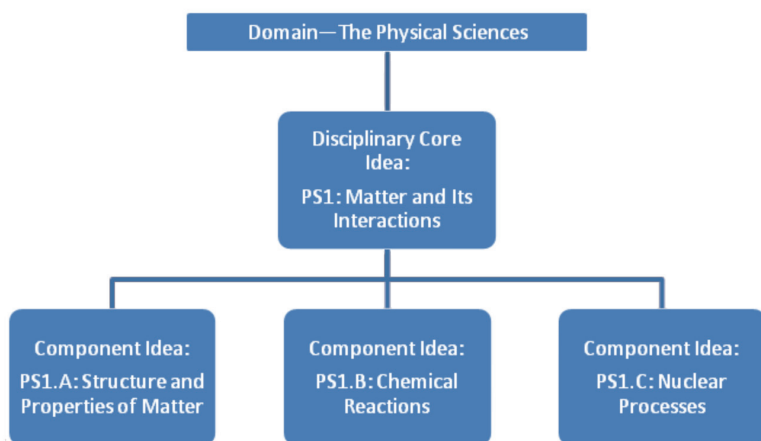 Domain—The Physical Sciences
Disciplinary Core
Idea:
PS1: Matter and Its
Interactions
Component Idea:
PS1.A: Structure and
Properties of Matter
Component Idea:
PS1.B: Chemical
Reactions
Component Idea:
PS1.C: Nuclear
Processes